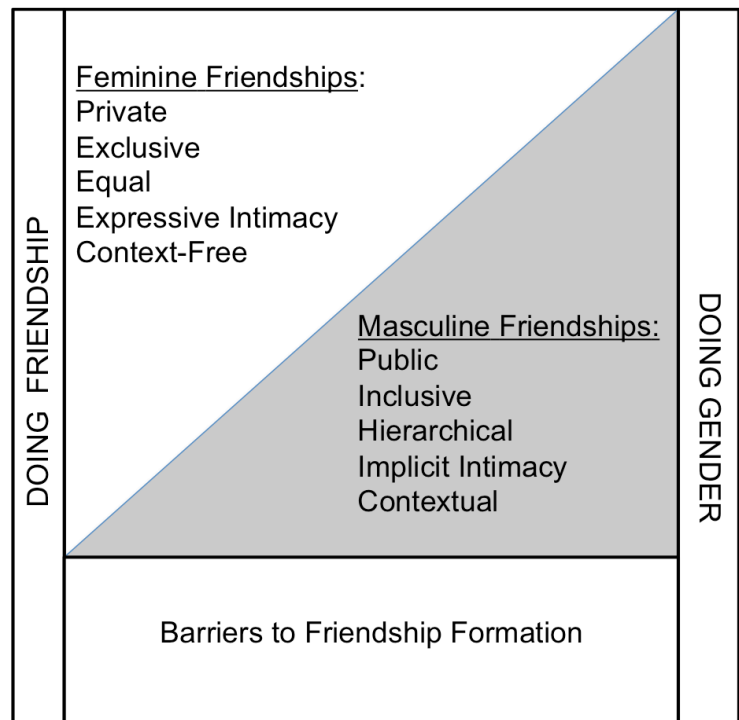 DOING FRIENDSHIP
Feminine Friendships:
Private
Exclusive
Equal
Expressive Intimacy
Context-Free
Masculine Friendships:
Public
Inclusive
Hierarchical
Implicit Intimacy
Contextual
DOING GENDER
Barriers to Friendship Formation